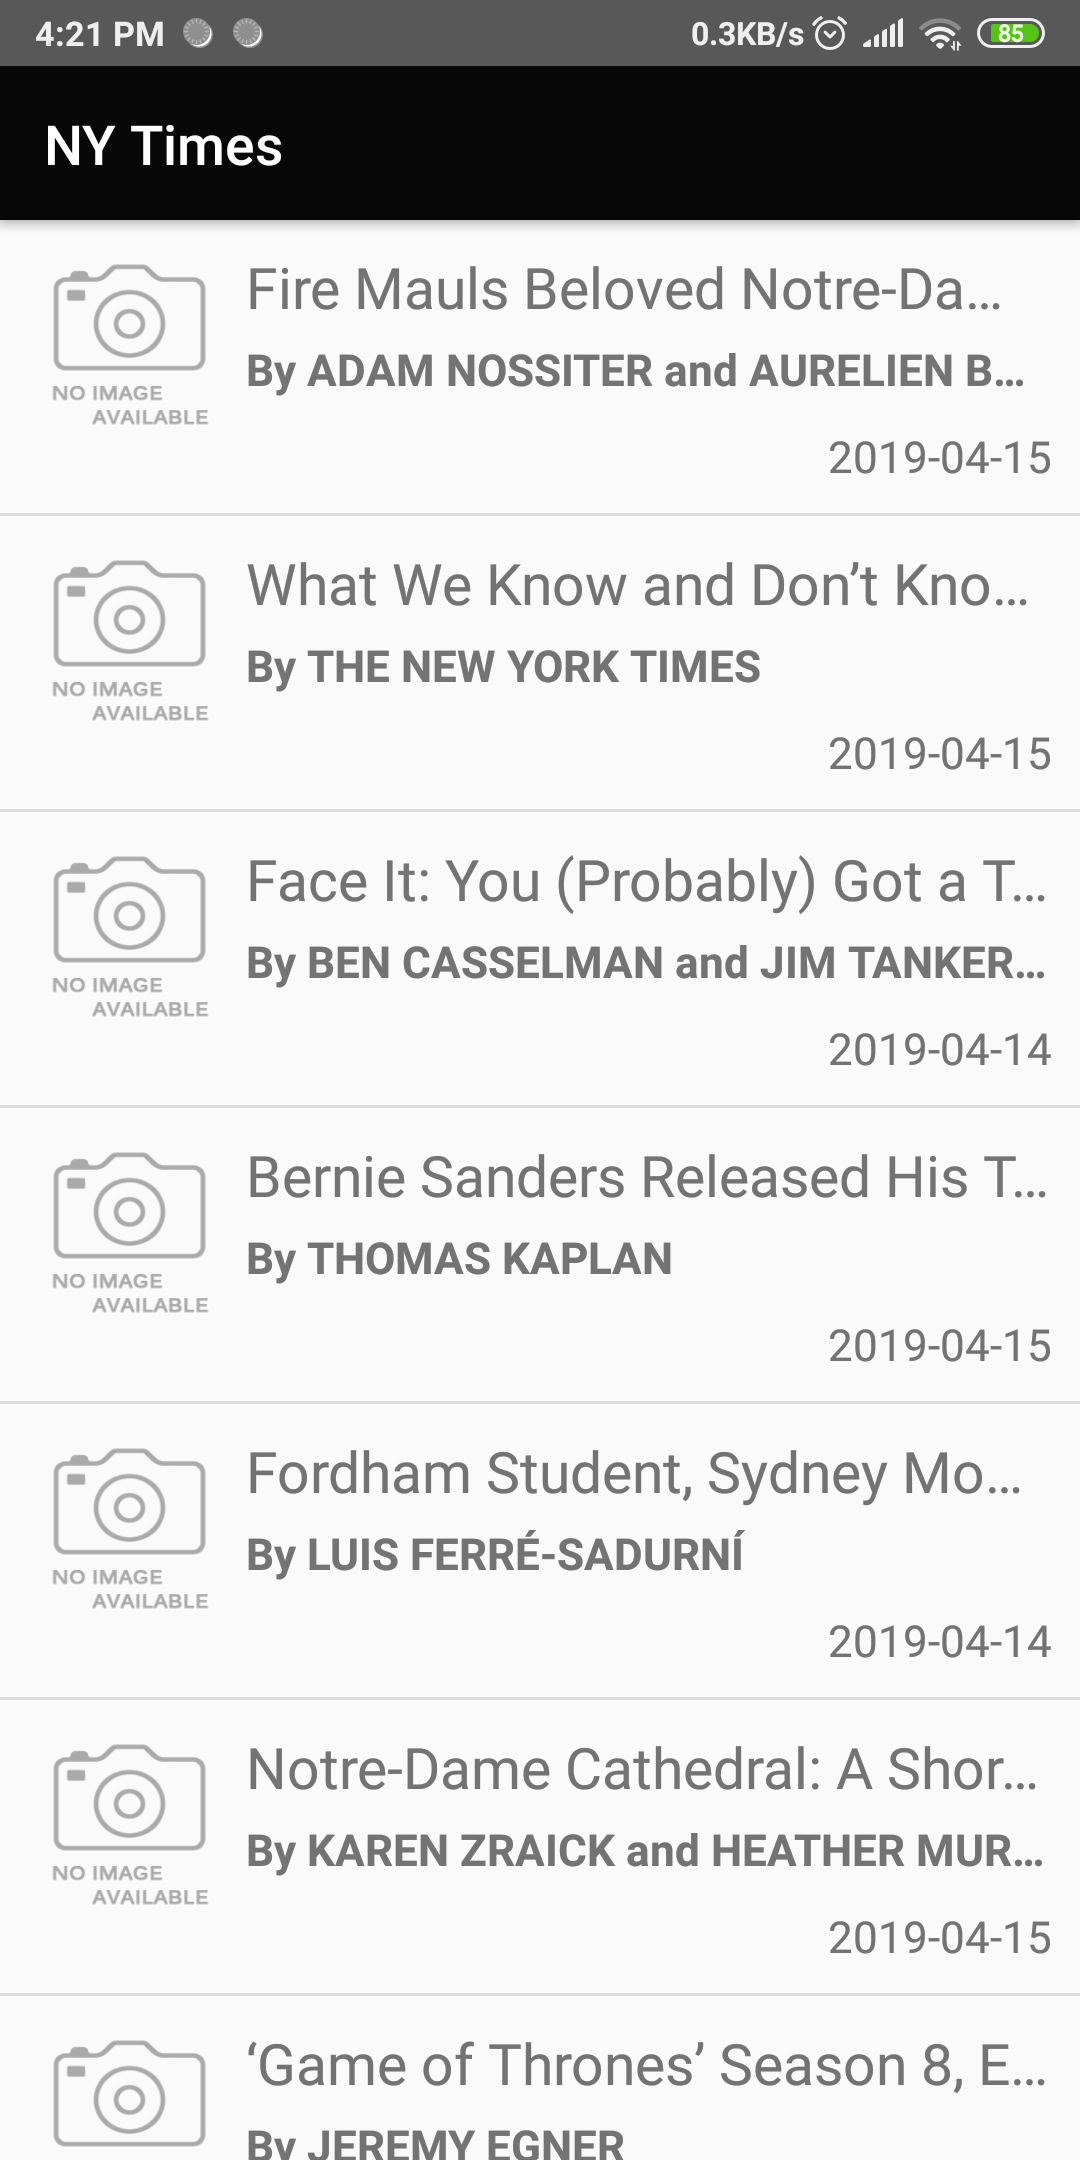 4:21 PM 0.3KB/s 85
NY Times
Fire Mauls Beloved Notre-Da...
By ADAM NOSSITER and AURELIEN B...
NO IMAGE
AVAILABLE
2019-04-15
What We Know and Don’t Kno...
By THE NEW YORK TIMES
NO IMAGE
AVAILABLE
2019-04-15
Face It: You (Probably) Got a T...
By BEN CASSELMAN and JIM TANKER...
NO IMAGE
AVAILABLE
2019-04-14
Bernie Sanders Released His T...
By THOMAS KAPLAN
NO IMAGE
AVAILABLE
2019-04-15
Fordham Student, Sydney Mo...
By LUIS FERRÉ-SADURNÍ
NO IMAGE
AVAILABLE
2019-04-14
Notre-Dame Cathedral: A Shor...
By KAREN ZRAICK and HEATHER MUR...
NO IMAGE
AVAILABLE
2019-04-15
‘Game of Thrones’ Season 8, E...
By JEREMY EGNER